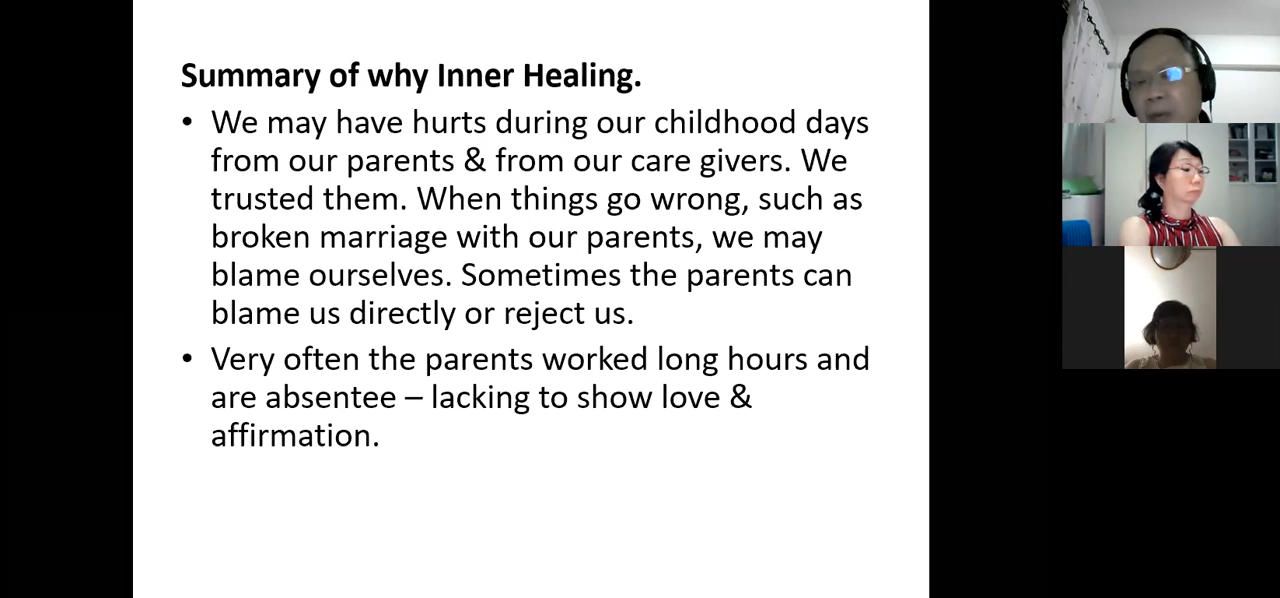 Summary of why Inner Healing.
• We may have hurts during our childhood days
from our parents & from our care givers. We
trusted them. When things go wrong, such as
broken marriage with our parents, we may
blame ourselves. Sometimes the parents can
blame us directly or reject us.
• Very often the parents worked long hours and
are absentee – lacking to show love &
affirmation.